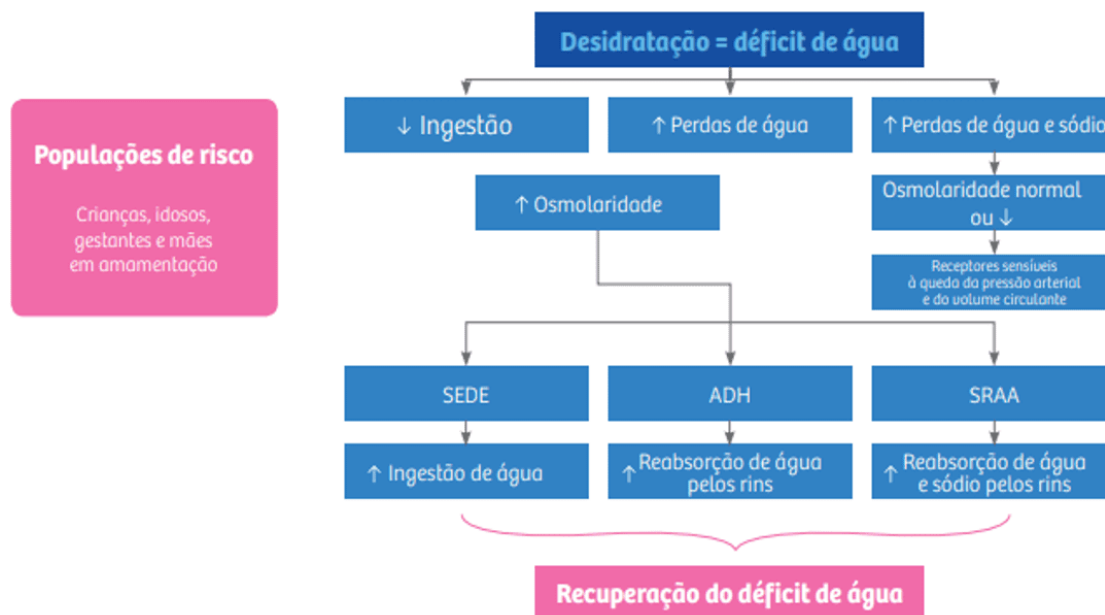 Desidratação = déficit de água
Populações de risco
Crianças, idosos,
gestantes e mães
em amamentação
↓ Ingestão
↑ Perdas de água
↑ Perdas de água e sódio
↑ Osmolaridade
Osmolaridade normal
ou ↓
Receptores sensíveis
à queda da pressão arterial
e do volume circulante
SEDE
ADH
SRAA
↑ Ingestão de água
↑ Reabsorção de água
pelos rins
↑ Reabsorção de água
e sódio pelos rins
Recuperação do déficit de água